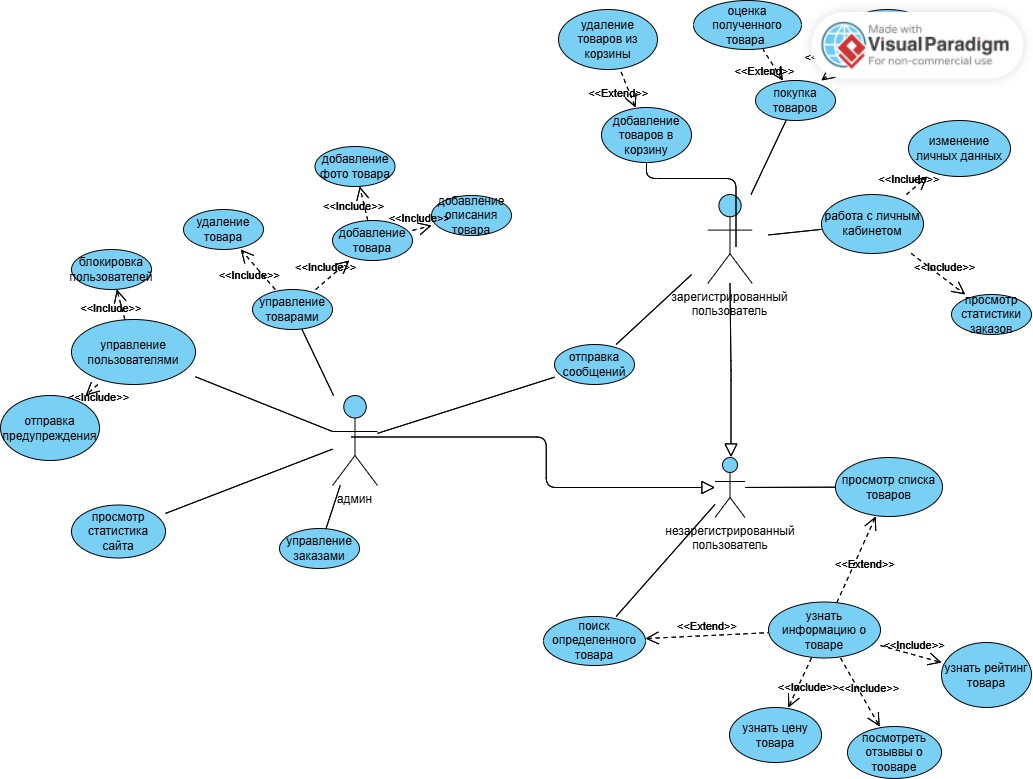 удаление
товаров из
корзины
оценка
полученного
товара
Made with
Visual Paradigm
For non-commercial use
<<Extend>>
<<Extend>>
<<
покупка
товаров
добавление
товаров в
корзину
изменение
личных данных
<<Include>>
работа с личным
кабинетом
<<Include>>
просмотр
статистики
заказов
зарегистрированный
пользователь
добавление
фото товара
<<Include>>
добавление
описания
товара
<<Include>>
добавление
товара
удаление
товара
<<Include>>
<<Include>>
управление
товарами
блокировка
пользователей
<<Include>>
управление
пользователями
<<Include>>
отправка
предупреждения
отправка
сообщений
админ
просмотр
статистика
сайта
управление
заказами
незарегистрированный
пользователь
просмотр списка
товаров
<<Extend>>
поиск
определенного
товара
<<Extend>>
узнать
информацию о
товаре
<<Include>>
узнать рейтинг
товара
<<Include>>
<<Include>>
узнать цену
товара
посмотреть
отзыввы о
тооваре